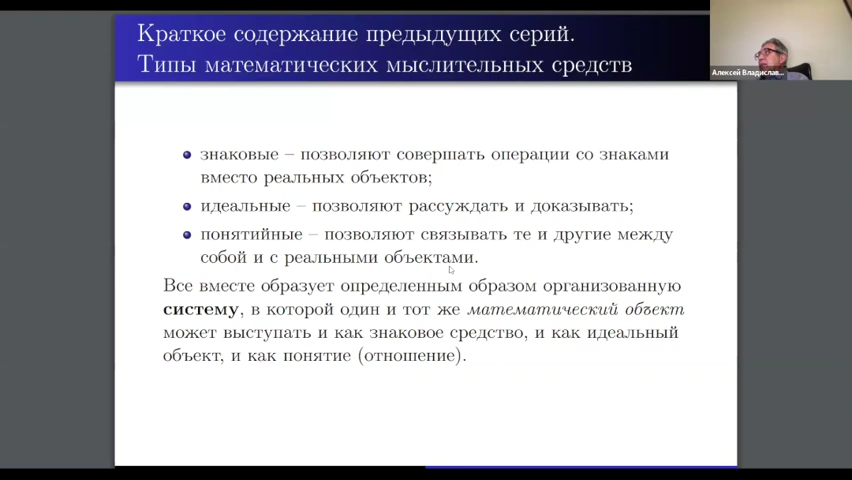 Краткое содержание предыдущих серий.
Типы математических мыслительных средств
Алексей Владислав...
знаковые – позволяют совершать операции со знаками
вместо реальных объектов;
идеальные – позволяют рассуждать и доказывать;
понятийные – позволяют связывать те и другие между
собой и с реальными объектами.
Все вместе образует определенным образом организованную
систему, в которой один и тот же математический объект
может выступать и как знаковое средство, и как идеальный
объект, и как понятие (отношение).